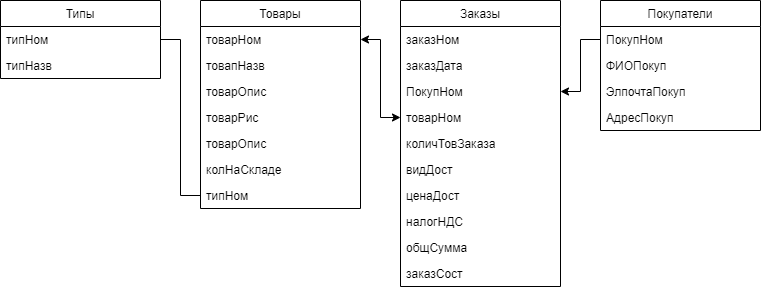 Типы
типНом
типНазв
Товары
товарНом
товапНазв
товарОпис
товарРис
товарОпис
колНаСкладе
типНом
Заказы
заказНом
заказДата
ПокупНом
товарНом
количТовЗаказа
видДост
ценаДост
налогНДС
общСумма
заказСост
Покупатели
ПокупНом
ФИОПокуп
ЭлпочтаПокуп
АдресПокуп